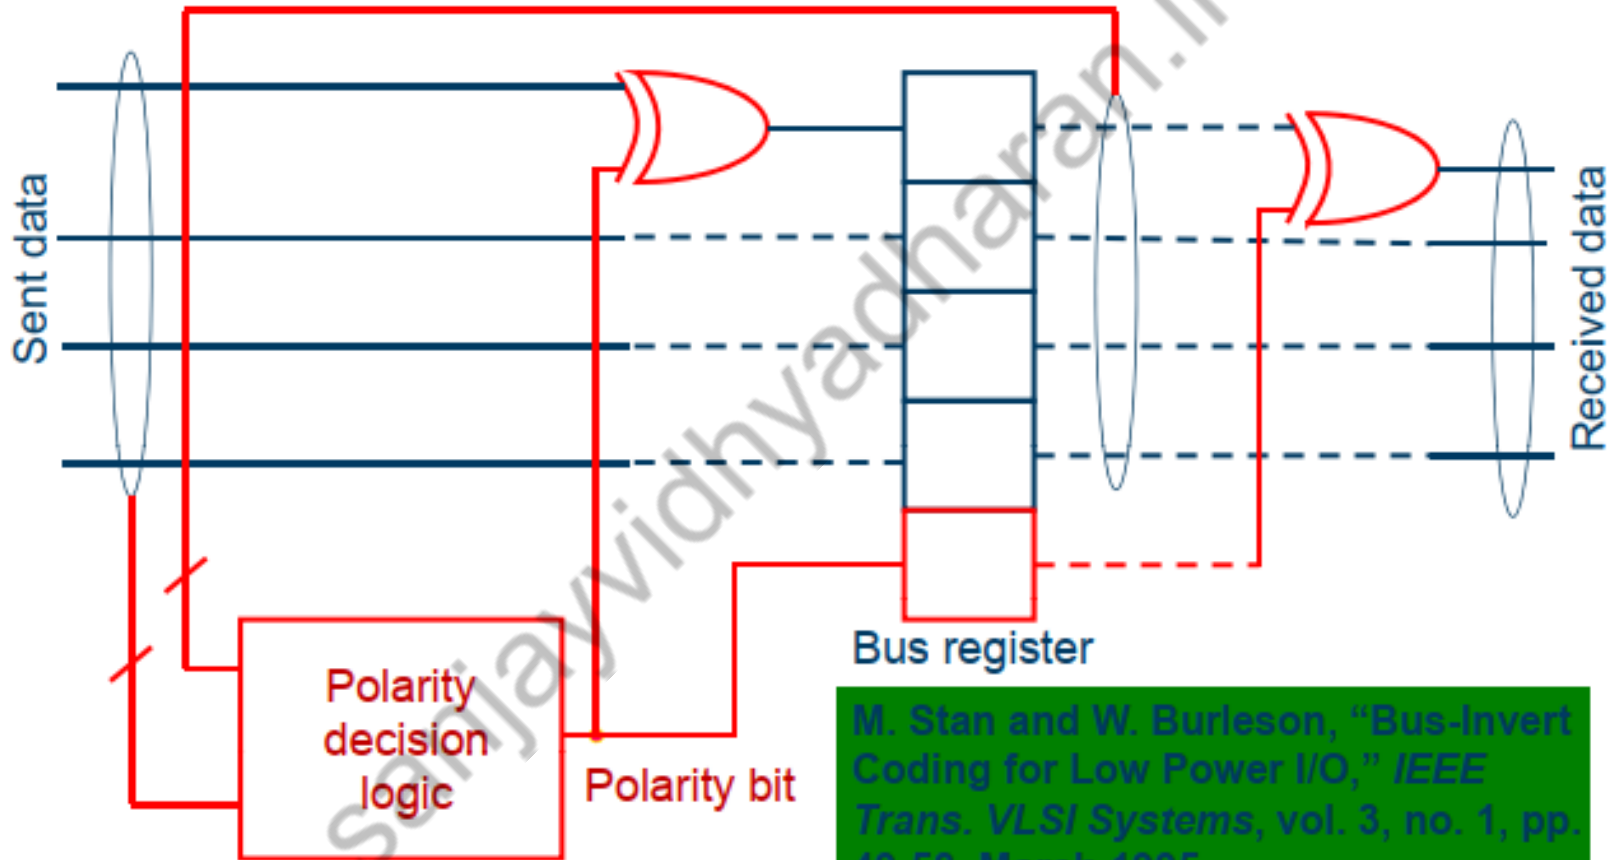 Sent data
Received data
Bus register
Polarity
decision
logic
Polarity bit
M. Stan and W. Burleson, “Bus-Invert
Coding for Low Power I/O,” IEEE
Trans. VLSI Systems, vol. 3, no. 1, pp.
sanjayvidhyadharan.i